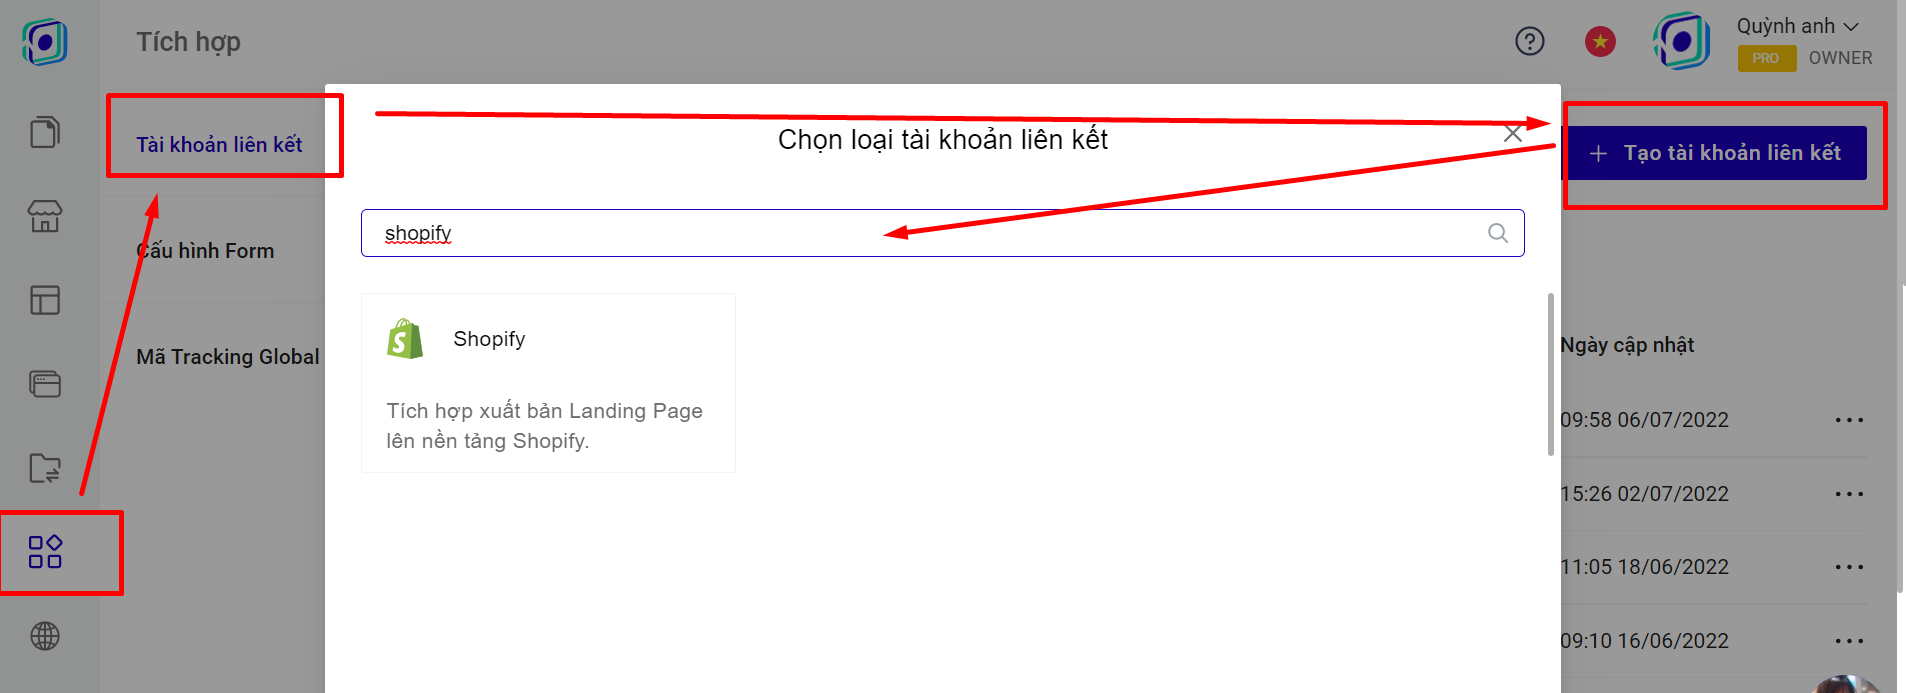 Tích hợp
Quỳnh anh
PRO OWNER
Tài khoản liên kết
Cấu hình Form
Mã Tracking Global
Chọn loại tài khoản liên kết
shopify
Shopify
Tích hợp xuất bản Landing Page
lên nền tảng Shopify.
+ Tạo tài khoản liên kết
Ngày cập nhật
09:58 06/07/2022
15:26 02/07/2022
11:05 18/06/2022
09:10 16/06/2022